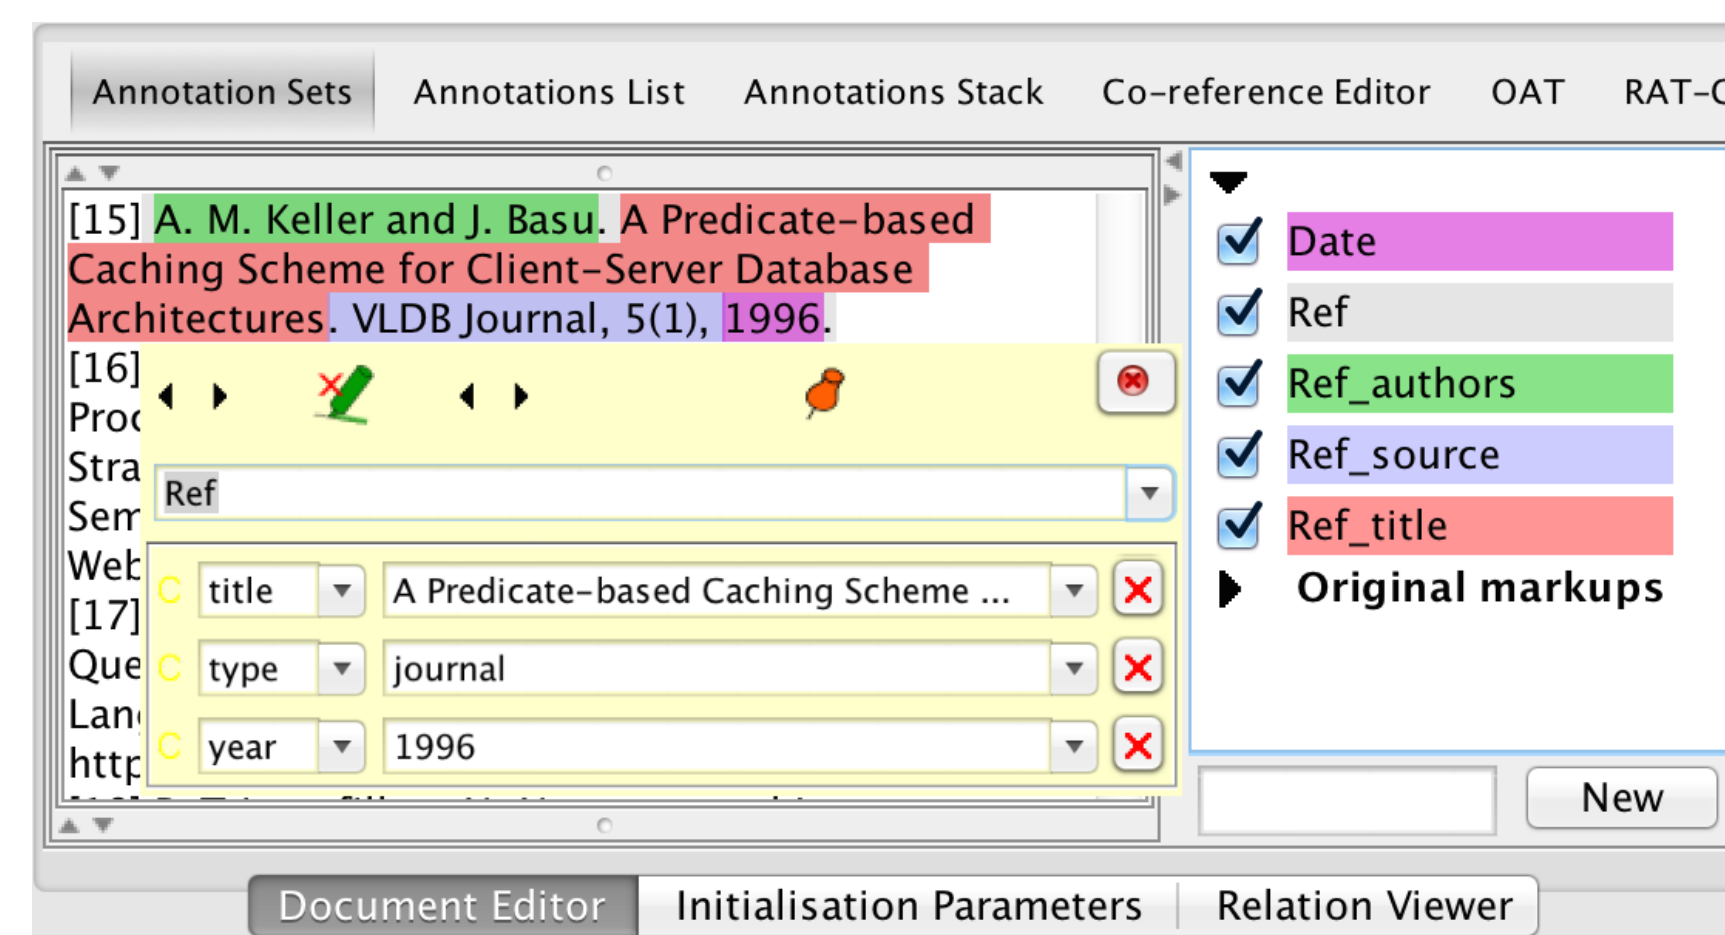 Annotation Sets Annotations List Annotations Stack Co-reference Editor OAT
[15] A. M. Keller and J. Basu. A Predicate-based
Caching Scheme for Client-Server Database
Architectures. VLDB Journal, 5(1), 1996.
[16]
[17]
http
Ref
title A Predicate-based Caching Scheme ...
type journal
year 1996
Date
Ref
Ref_authors
Ref_source
Ref_title
Original markups
New
Document Editor Initialisation Parameters Relation Viewer